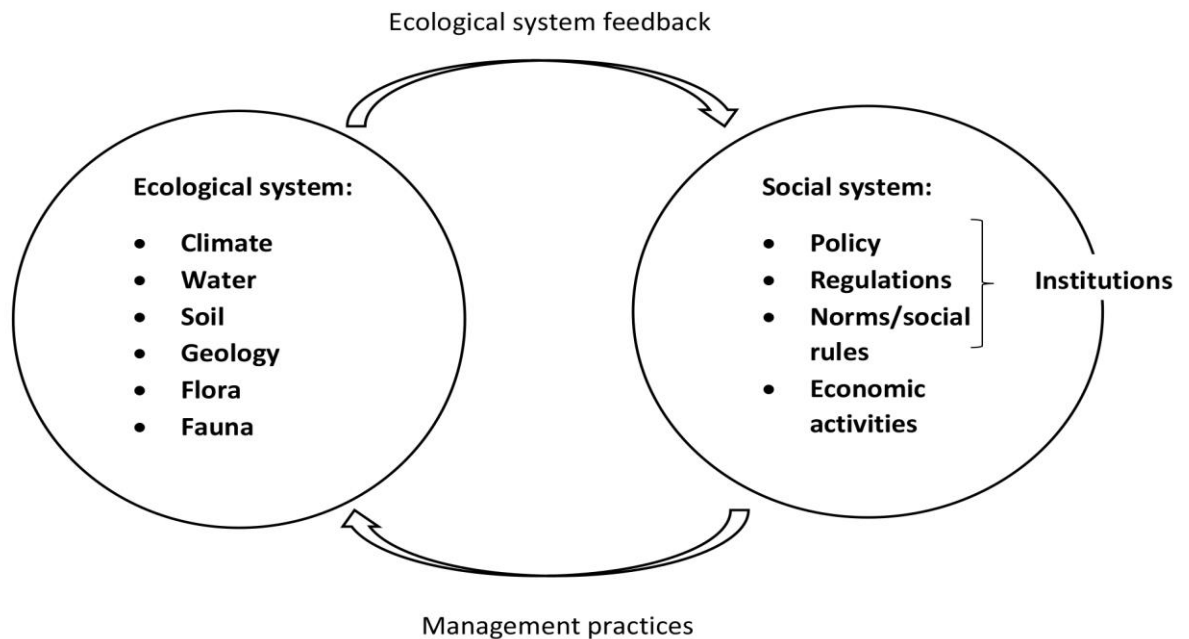 Ecological system feedback
Ecological system:
• Climate
• Water
• Soil
• Geology
• Flora
• Fauna
Social system:
• Policy
• Regulations
• Norms/social
rules
• Economic
activities
Institutions
Management practices